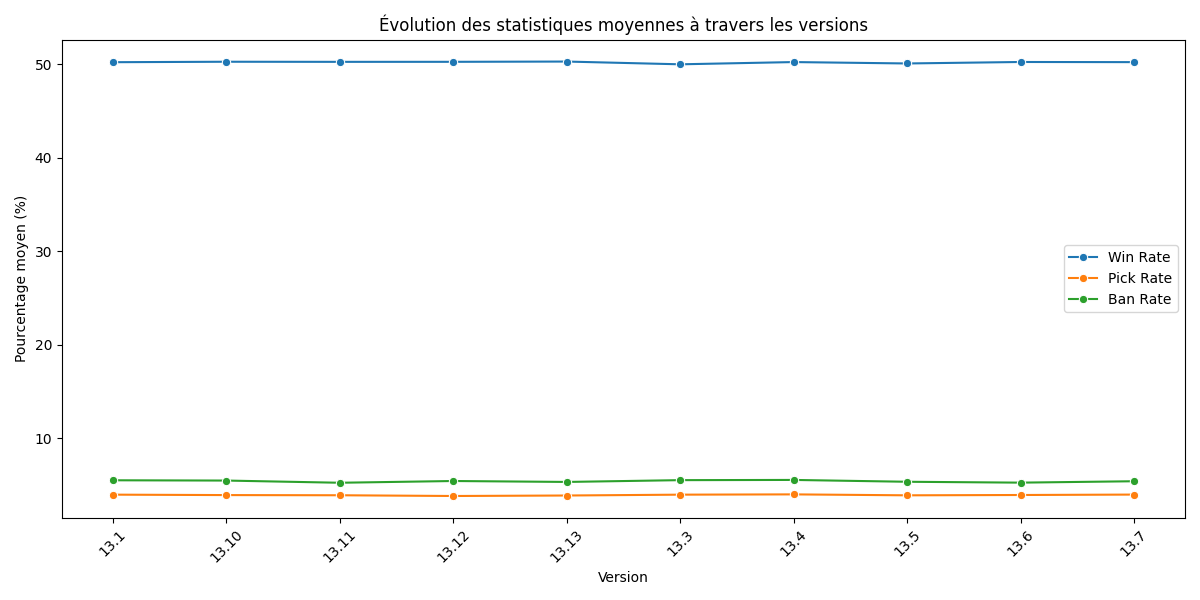 Évolution des statistiques moyennes à travers les versions
Pourcentage moyen (%)
50
40
30
20
10
Win Rate
Pick Rate
Ban Rate
13.1
13.10
13.11
13.12
13.13
13.3
13.4
13.5
13.6
13.7
Version